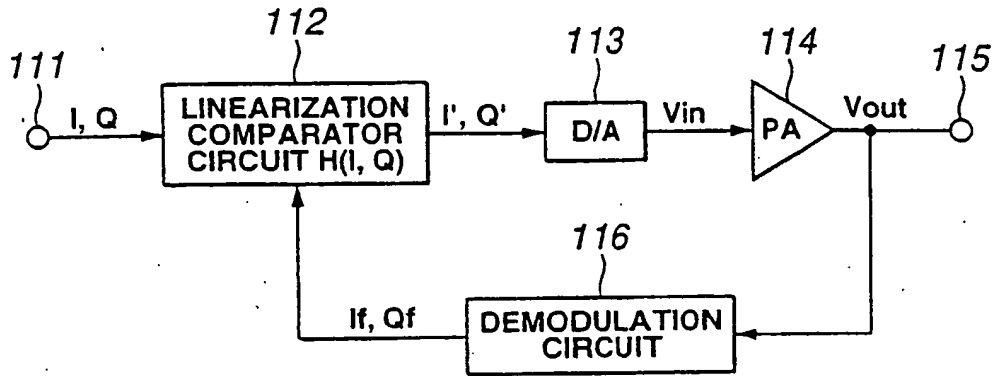 111
112
113
114
115
I, Q
LINEARIZATION
COMPARATOR
CIRCUIT H(I, Q)
I', Q'
D/A
Vin
PA
Vout
116
If, Qf
DEMODULATION
CIRCUIT